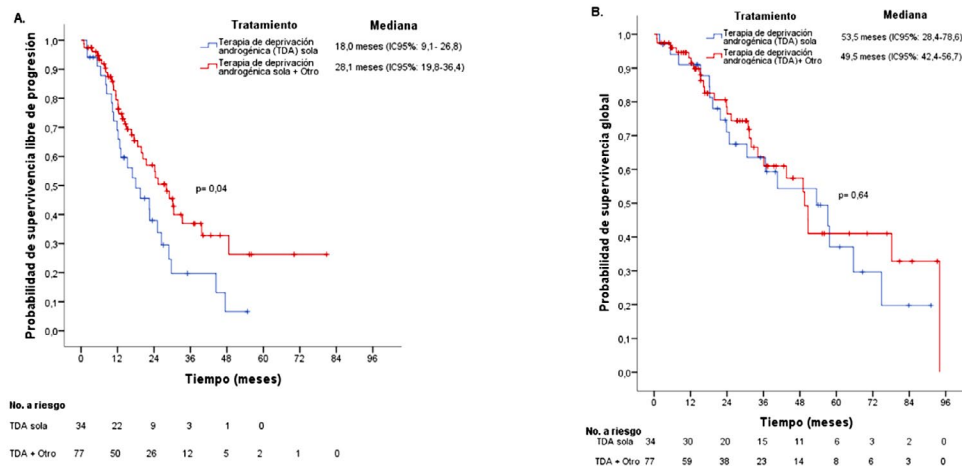 A.
Tratamiento Mediana
Terapia de deprivación
androgénica (TDA) sola
18,0 meses (IC95%: 9,1- 26,8)
Terapia de deprivación
androgénica sola + Otro
28,1 meses (IC95%: 19,8-36,4)
Probabilidad de supervivencia libre de progresión
1,0
0,9
0,8
0,7
0,6
0,5
0,4
0,3
0,2
0,1
0,0
p= 0,04
0 12 24 36 48 60 72 84 96
Tiempo (meses)
No. a riesgo
TDA sola 34 22 9 3 1 0
TDA + Otro 77 50 26 12 5 2 1 0
B.
Tratamiento Mediana
Terapia de deprivación
androgénica (TDA) sola
53,5 meses (IC95%: 28,4-78,6)
Terapia de deprivación
androgénica (TDA)+ Otro
49,5 meses (IC95%: 42,4-56,7)
Probabilidad de supervivencia global
1,0
0,9
0,8
0,7
0,6
0,5
0,4
0,3
0,2
0,1
0,0
p= 0,64
0 12 24 36 48 60 72 84 96
Tiempo (meses)
No. a riesgo
TDA sola 34 30 20 15 11 6 3 2 0
TDA + Otro 77 59 38 23 14 8 6 3 0